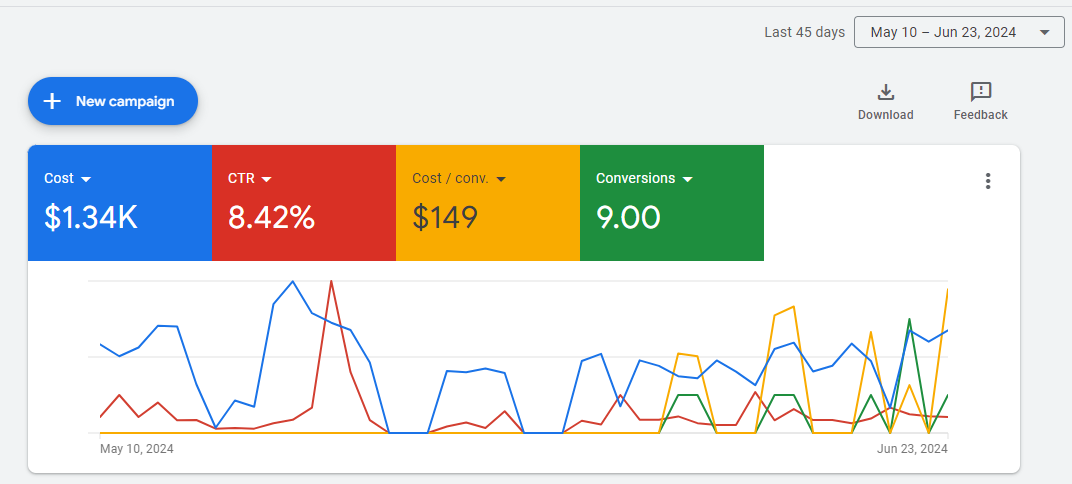 Last 45 days May 10 – Jun 23, 2024
+ New campaign
Download
Feedback
Cost
$1.34K
CTR
8.42%
Cost / conv.
$149
Conversions
9.00
May 10, 2024
Jun 23, 2024